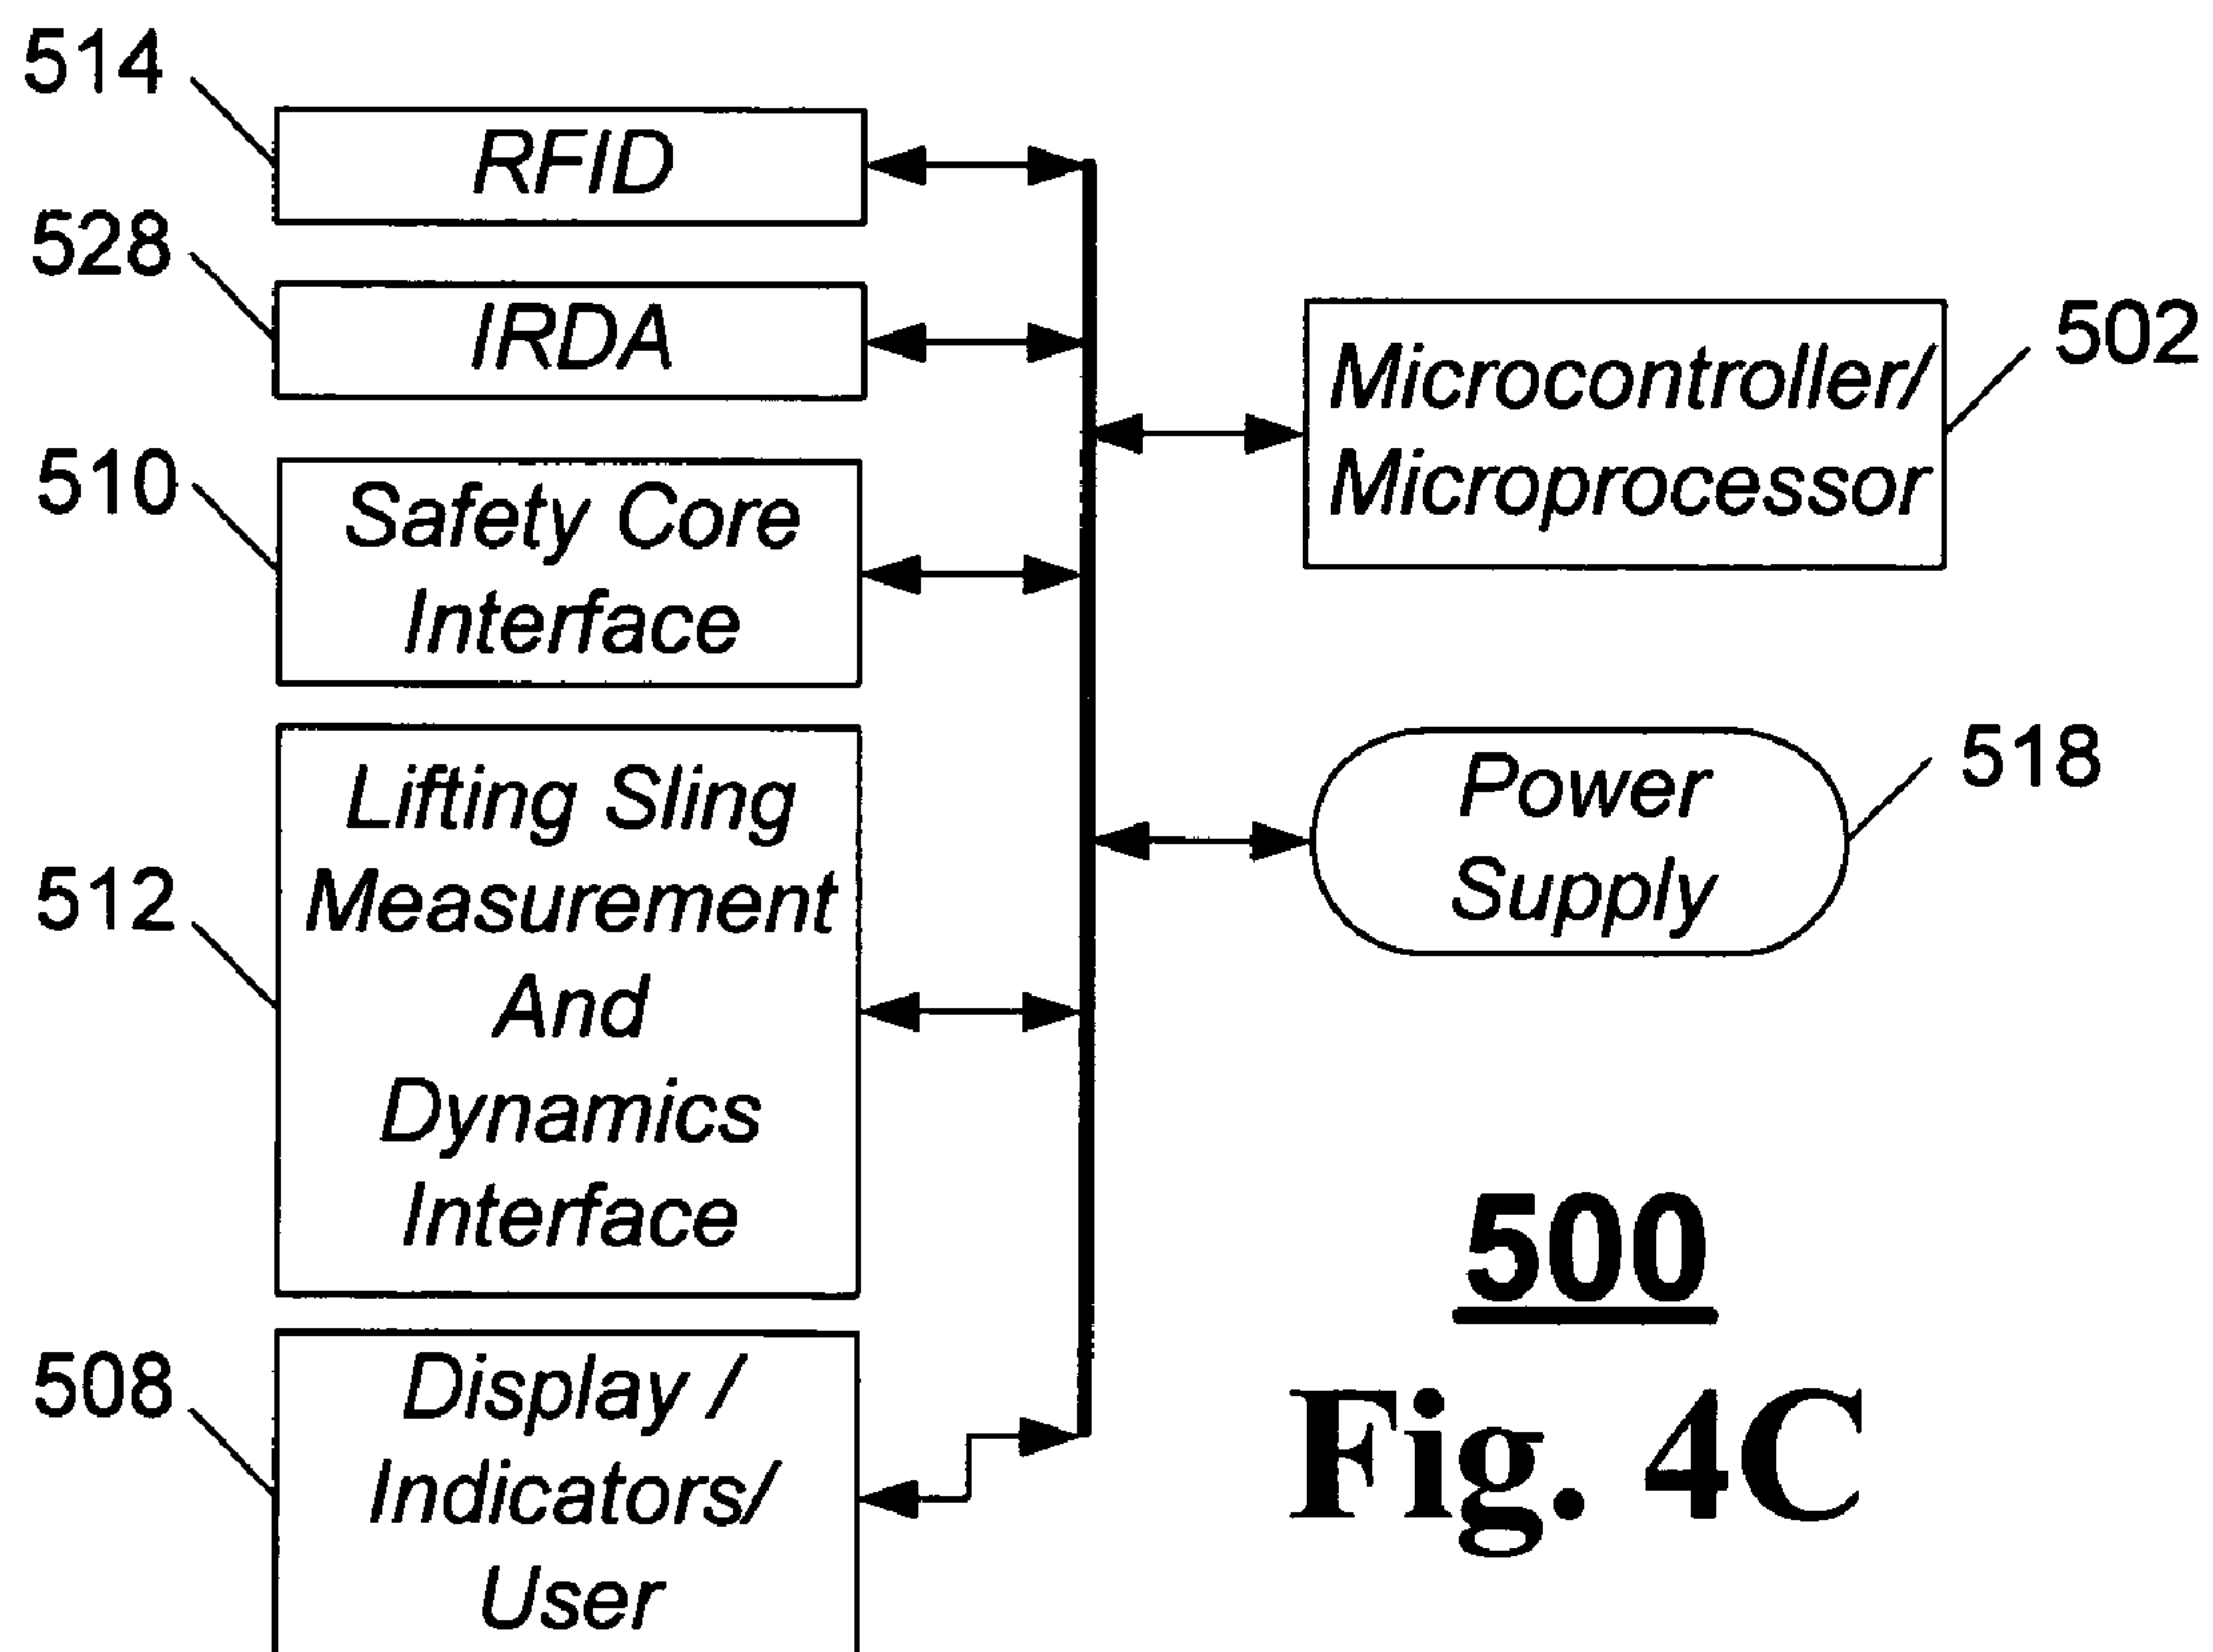 514
RFID
528
IRDA
510
Safety Core
Interface
512
Lifting Sling
Measurement
And
Dynamics
Interface
508
Display /
Indicators/
User
Microcontroller/
Microprocessor
502
Power
Supply
518
500
Fig. 4C